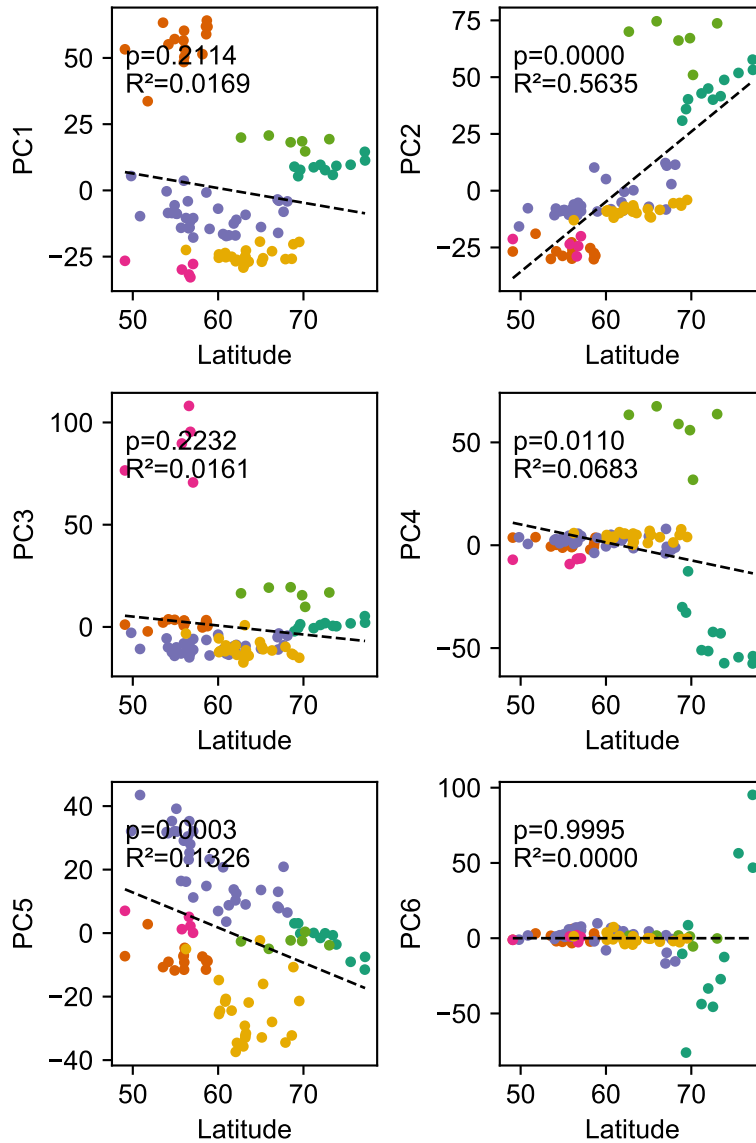 p=0.2114
R²=0.0169
50
25
0
−25
PC1
50
60
70
Latitude
p=0.0000
R²=0.5635
75
50
25
0
−25
PC2
50
60
70
Latitude
p=0.2232
R²=0.0161
100
50
0
PC3
50
60
70
Latitude
p=0.0110
R²=0.0683
50
0
−50
PC4
50
60
70
Latitude
p=0.0003
R²=0.1326
40
20
0
−20
−40
PC5
50
60
70
Latitude
p=0.9995
R²=0.0000
100
50
0
−50
PC6
50
60
70
Latitude